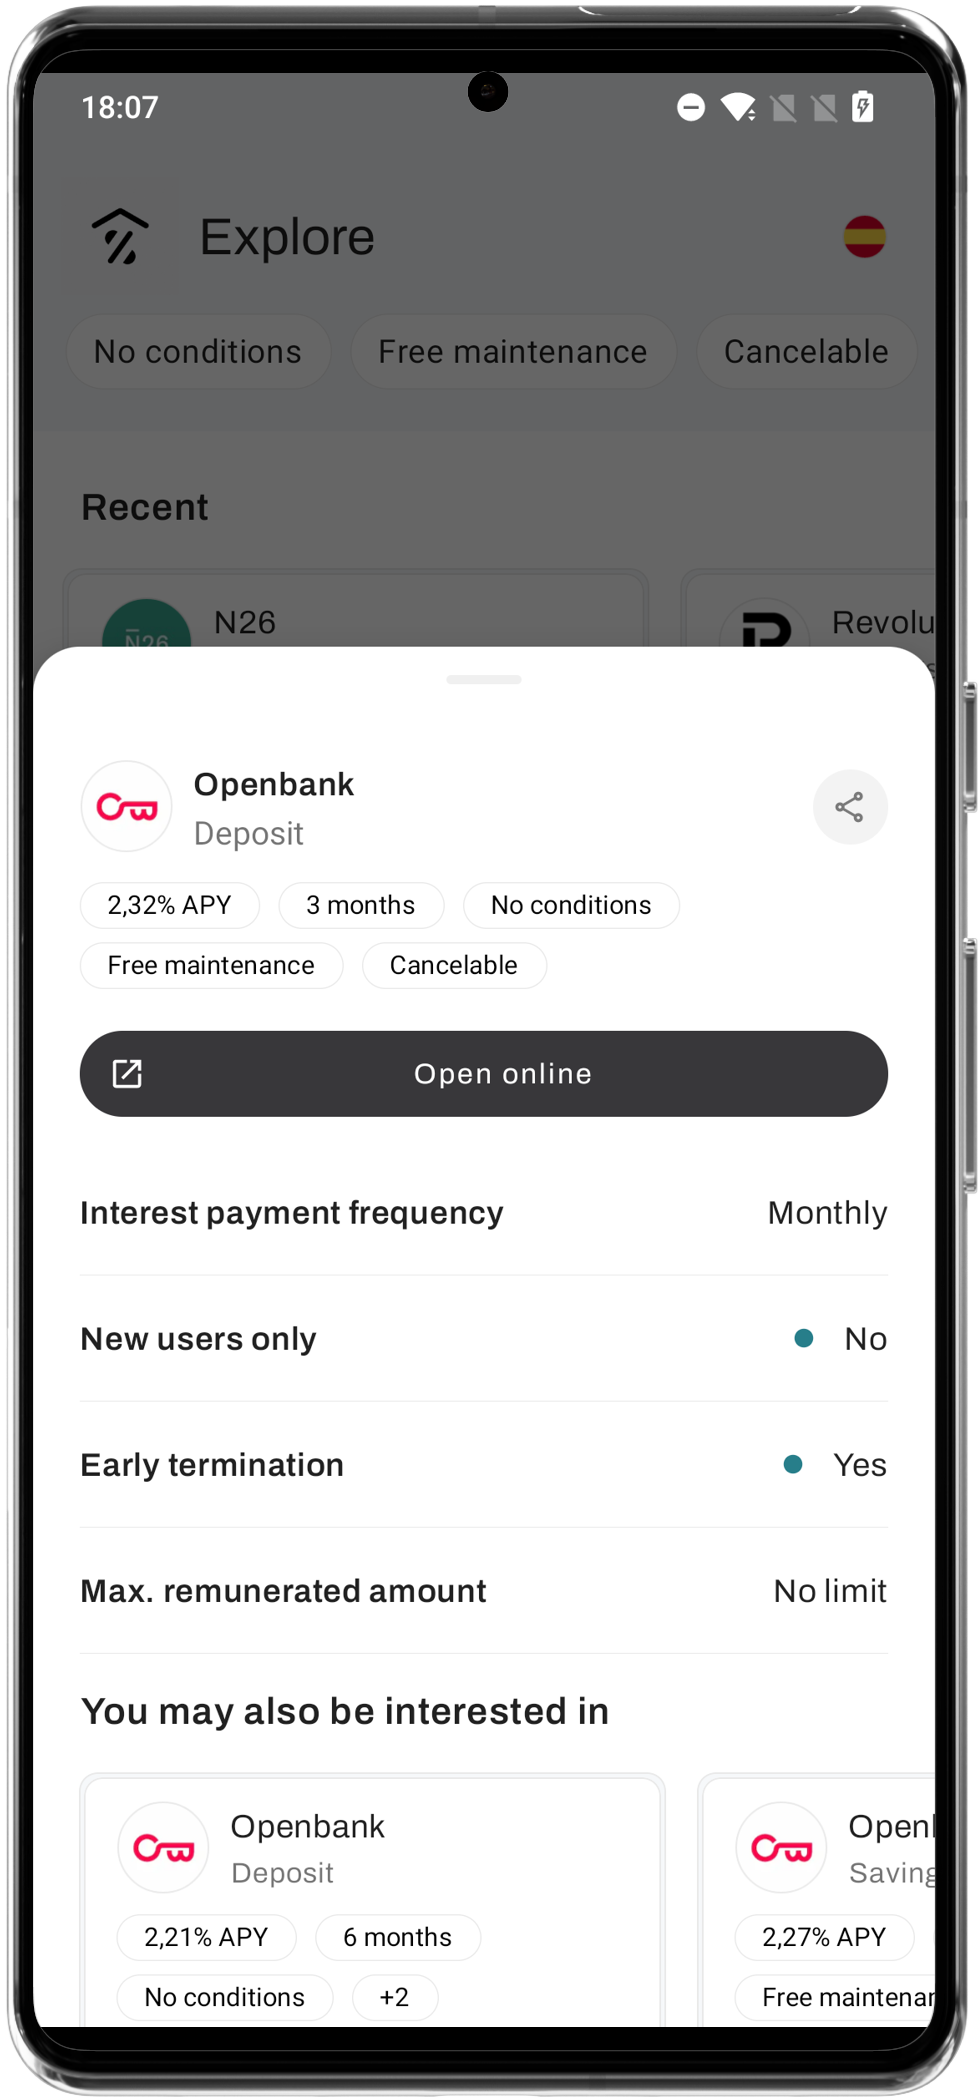 18:07
Explore
No conditions Free maintenance Cancelable
Recent
N26
N26
Revolu
Openbank
Deposit
2,32% APY 3 months No conditions
Free maintenance Cancelable
Open online
Interest payment frequency Monthly
New users only No
Early termination Yes
Max. remunerated amount No limit
You may also be interested in
Openbank
Deposit
2,21% APY 6 months
No conditions +2
Openl
Saving
2,27% APY
Free maintenar